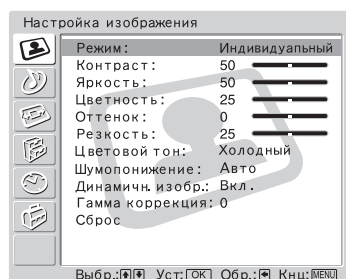 Настройка изображения
Режим: Индивидуапьный
Контраст: 50
Яркость: 50
Цветность: 25
Оттенок: 0
Резкость: 25
Цветовой тон: Холодный
Шумопонижение: Авто
Динамичн. изобр.: Вкл.
Гамма коррекция: 0
Сброс
Выбр.: Уст: OK Обр.: Кнц: MENU